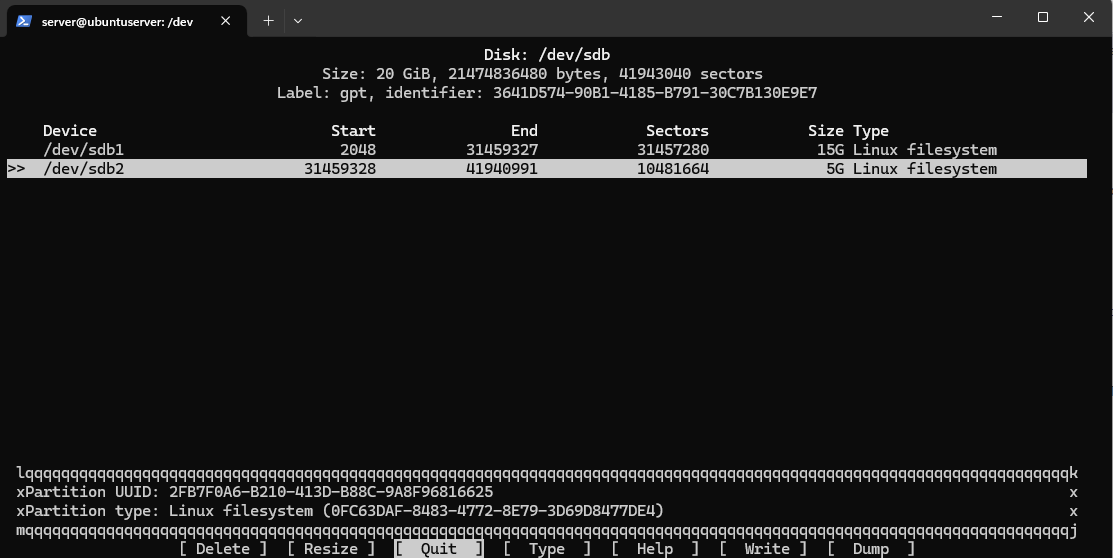 server@ubuntuserver: /dev
Disk: /dev/sdb
Size: 20 GiB, 21474836480 bytes, 41943040 sectors
Label: gpt, identifier: 3641D574-90B1-4185-B791-30C7B130E9E7
Device Start End Sectors Size Type
/dev/sdb1 2048 31459327 31457280 15G Linux filesystem
>> /dev/sdb2 31459328 41940991 10481664 5G Linux filesystem
lqqqqqqqqqqqqqqqqqqqqqqqqqqqqqqqqqqqqqqqqqqqqqqqqqqqqqqqqqqqqqqqqqqqqqqqqqqqqqqqqqqqqqqqqqqqqqqqqqqqqqqqqqqqqqqqqqqqqk
xPartition UUID: 2FB7F0A6-B210-413D-B88C-9A8F96816625 x
xPartition type: Linux filesystem (0FC63DAF-8483-4772-8E79-3D69D8477DE4) x
mqqqqqqqqqqqqqqqqqqqqqqqqqqqqqqqqqqqqqqqqqqqqqqqqqqqqqqqqqqqqqqqqqqqqqqqqqqqqqqqqqqqqqqqqqqqqqqqqqqqqqqqqqqqqqqqqqqqqj
[ Delete ] [ Resize ] [ Quit ] [ Type ] [ Help ] [ Write ] [ Dump ]